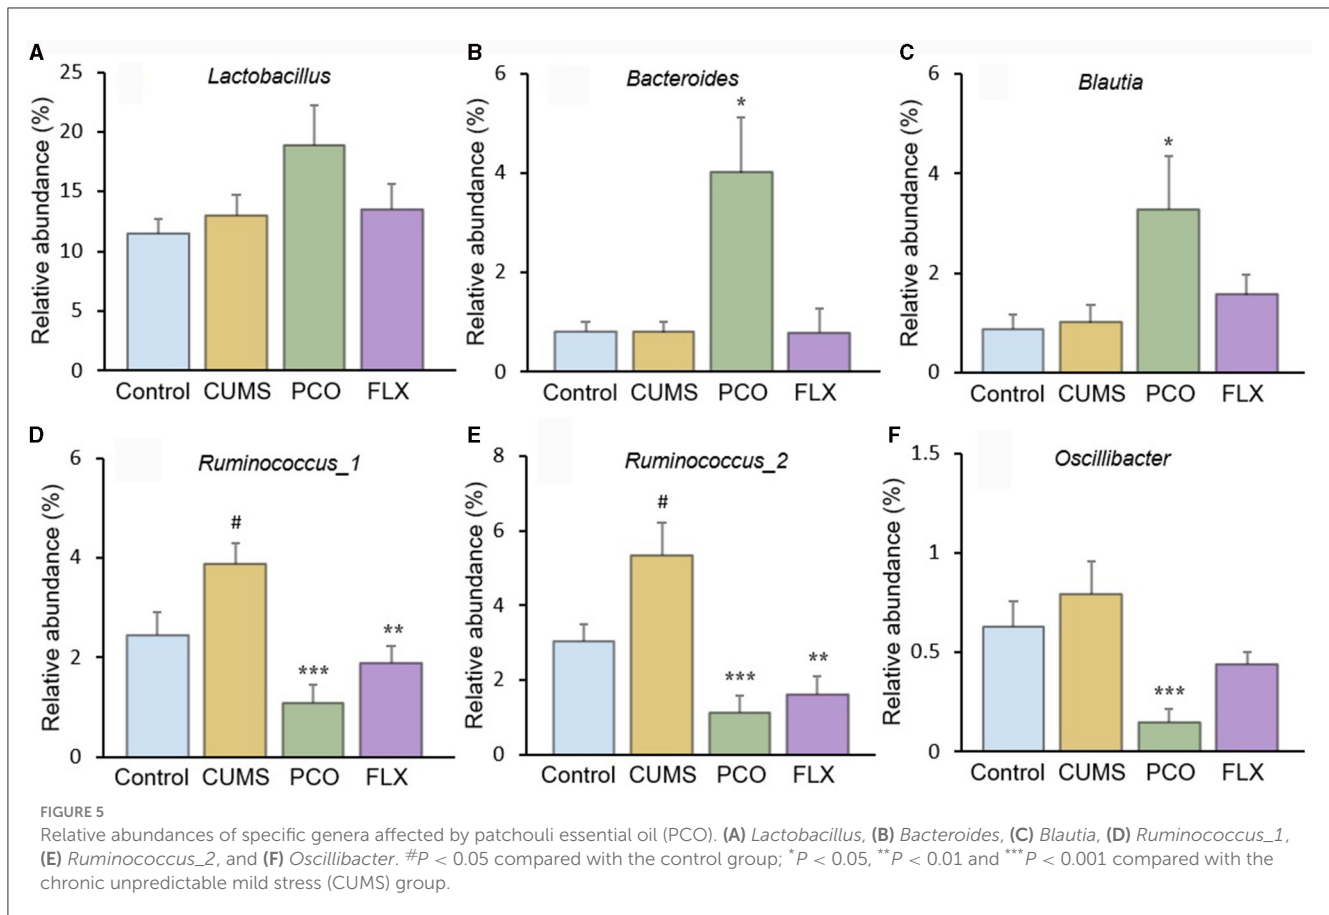 A
Lactobacillus
Relative abundance (%)
25
20
15
10
5
0
Control CUMS PCO FLX
B
Bacteroides
Relative abundance (%)
6
4
2
0
*
Control CUMS PCO FLX
C
Blautia
Relative abundance (%)
6
4
2
0
*
Control CUMS PCO FLX
D
Ruminococcus_1
Relative abundance (%)
6
4
2
0
#
***
**
Control CUMS PCO FLX
E
Ruminococcus_2
Relative abundance (%)
8
6
4
2
0
#
***
**
Control CUMS PCO FLX
F
Oscillibacter
Relative abundance (%)
1.5
1
0.5
0
***
Control CUMS PCO FLX
FIGURE 5
Relative abundances of specific genera affected by patchouli essential oil (PCO). (A) Lactobacillus, (B) Bacteroides, (C) Blautia, (D) Ruminococcus_1,
(E) Ruminococcus_2, and (F) Oscillibacter. #P < 0.05 compared with the control group; *P < 0.05, **P < 0.01 and ***P < 0.001 compared with the
chronic unpredictable mild stress (CUMS) group.